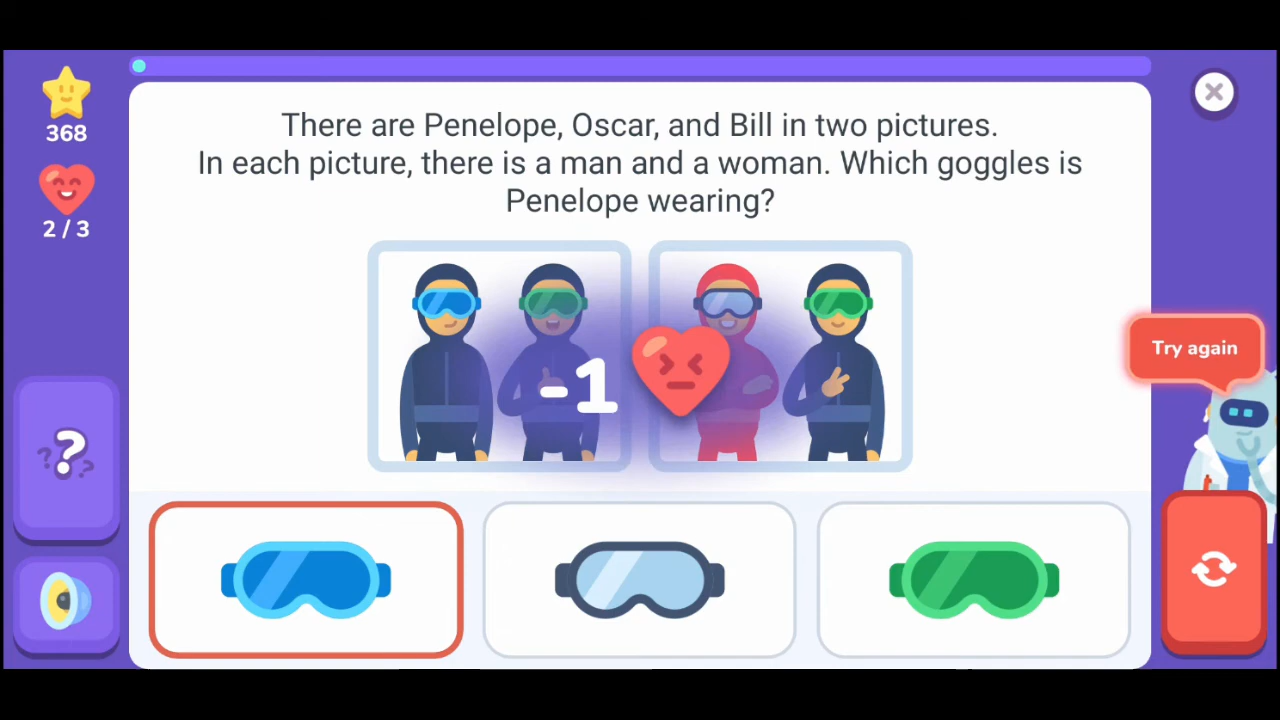 368
2 / 3
There are Penelope, Oscar, and Bill in two pictures.
In each picture, there is a man and a woman. Which goggles is
Penelope wearing?
-1
Try again
???